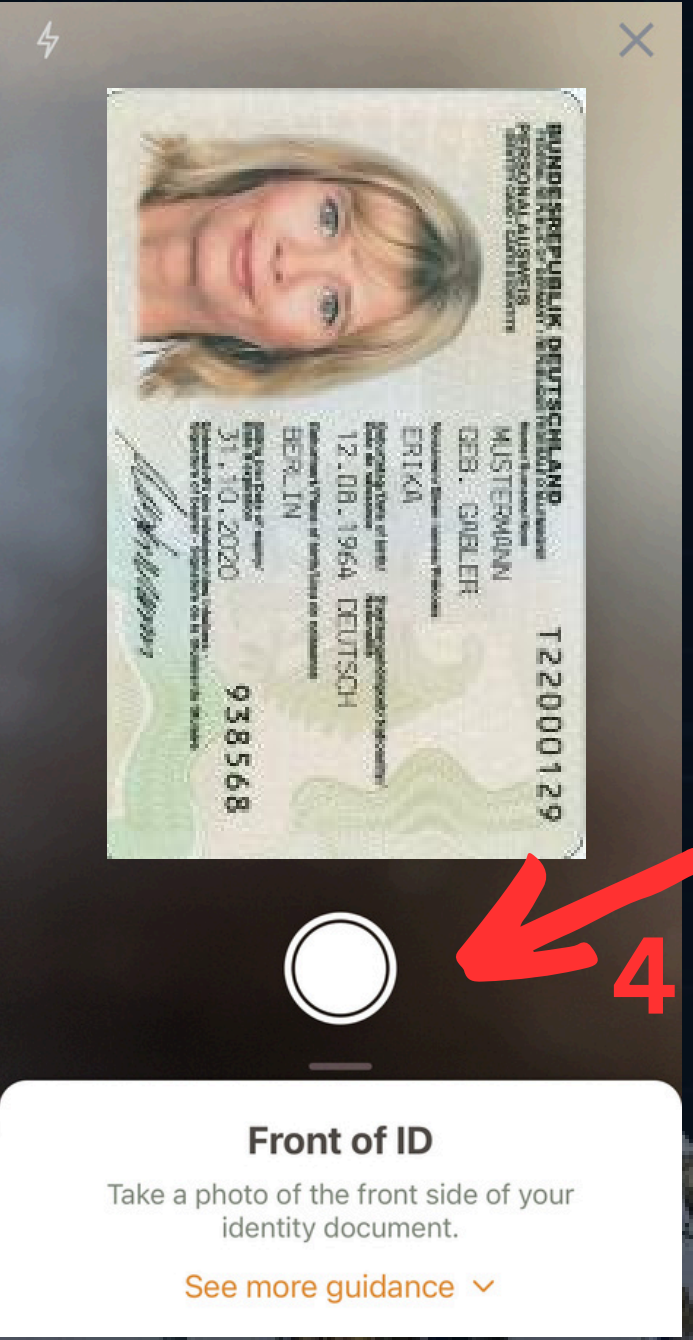 BUNDESREPUBLIK DEUTSCHLAND
T22000129
PERSONALAUSWEIS
MUSTERMANN
GEB. GABLER
ERIKA
12.08.1964 DEUTSCH
BERLIN
31.10.2020
938568
4
Front of ID
Take a photo of the front side of your
identity document.
See more guidance